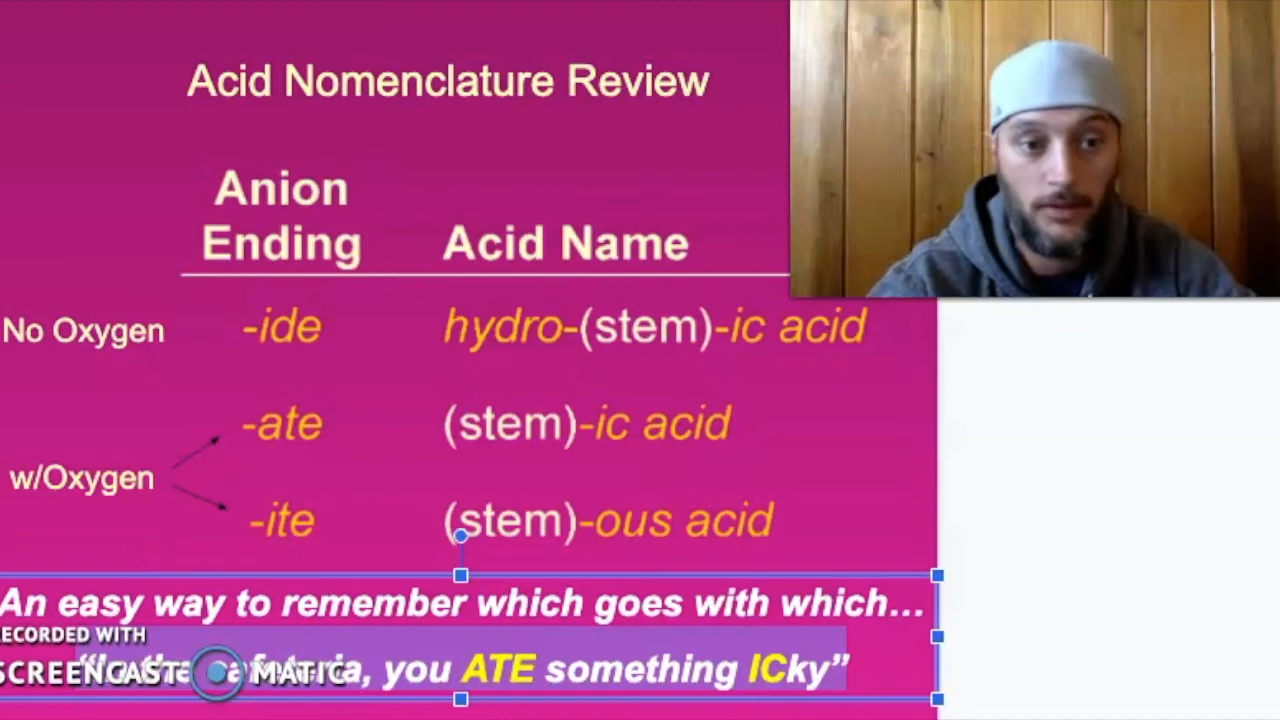 Acid Nomenclature Review
Anion
Ending
Acid Name
No Oxygen
-ide
hydro-(stem)-ic acid
-ate
(stem)-ic acid
w/Oxygen
-ite
(stem)-ous acid
An easy way to remember which goes with which...
RECORDED WITH
SCREENCAST MATIC
you ATE something ICky”